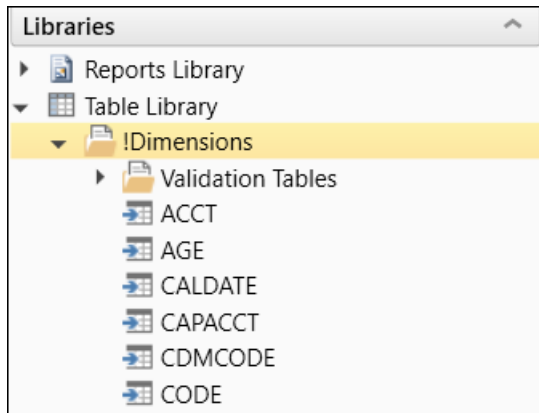 Libraries
Reports Library
Table Library
!Dimensions
Validation Tables
ACCT
AGE
CALDATE
CAPACCT
CDMCODE
CODE